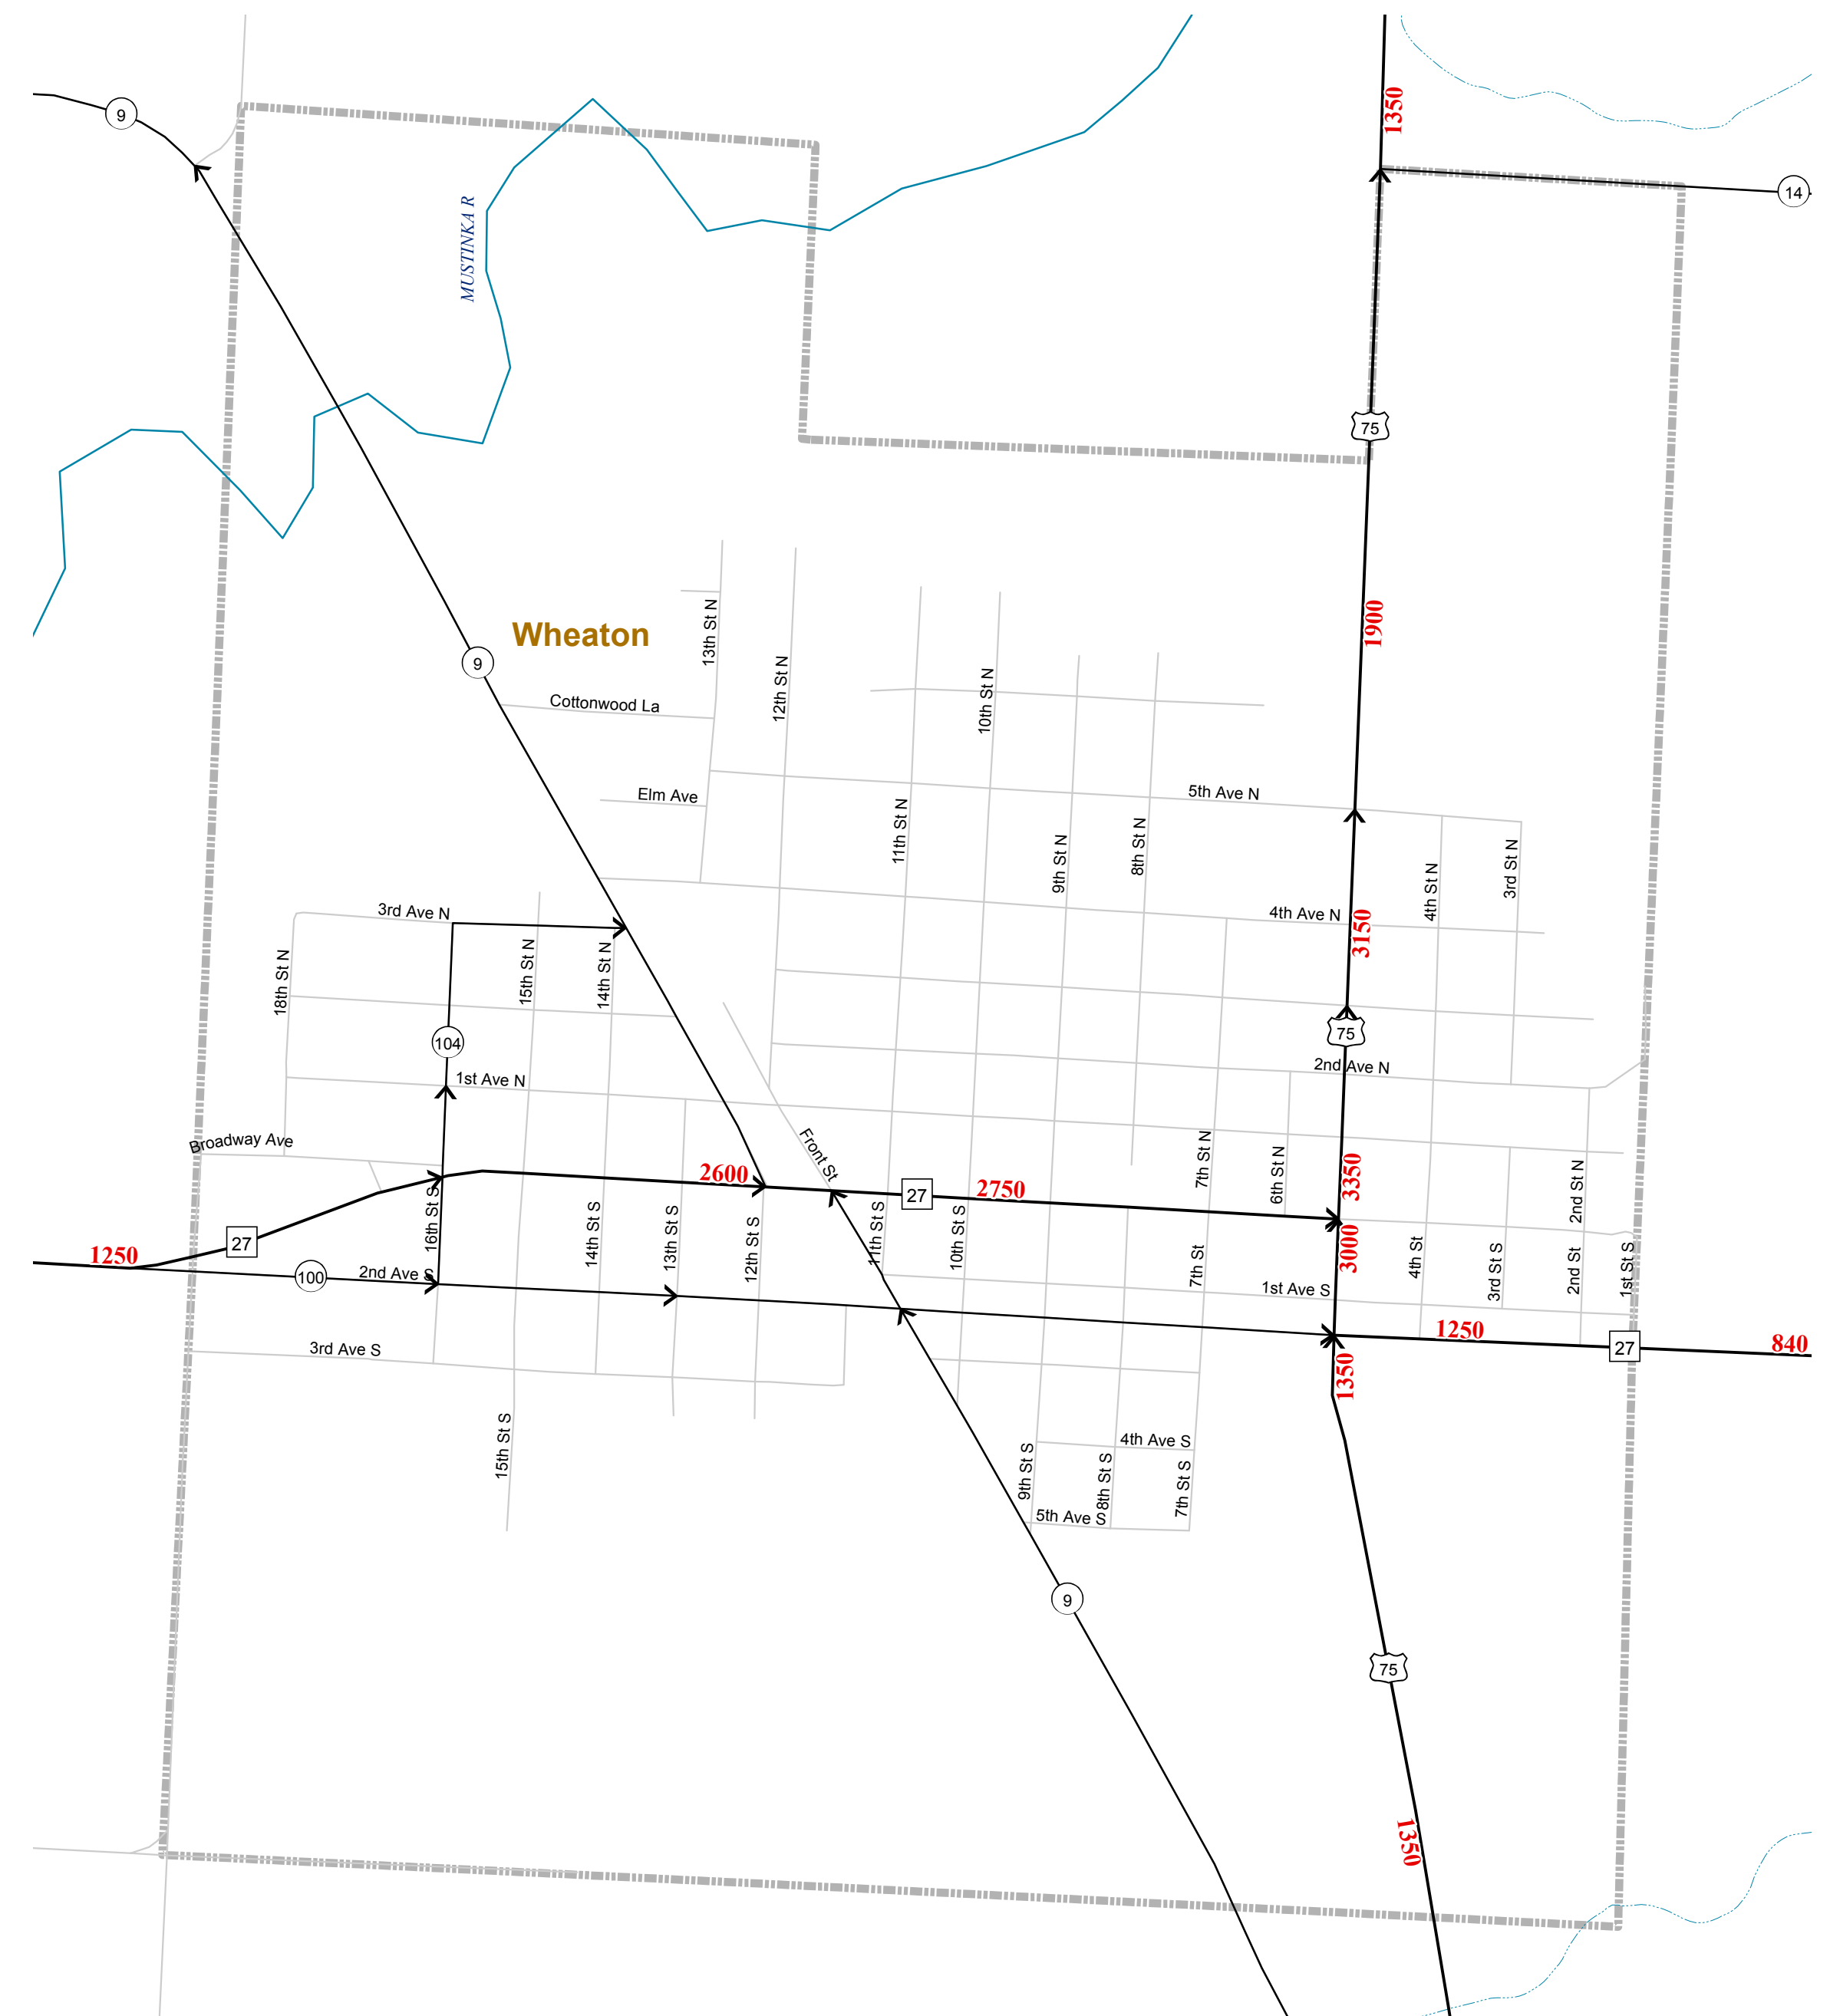 1350
9
14
MUSTINKA R
75
13th St N
1900
Wheaton
9
12th St N
10th St N
Cottonwood La
Elm Ave
5th Ave N
11th St N
9th St N
8th St N
4th St N
3rd St N
3rd Ave N
4th Ave N
3150
18th St N
15th St N
14th St N
104
75
2nd Ave N
1st Ave N
Broadway Ave
Front St
2600
27
2750
7th St N
6th St N
3350
2nd St N
16th St S
14th St S
13th St S
12th St S
11th St S
10th St S
27
1250
100
2nd Ave S
7th St
3000
4th St
3rd St S
2nd St
1st St S
1st Ave S
1250
27
840
3rd Ave S
1350
15th St S
4th Ave S
9th St S
8th St S
7th St S
5th Ave S
9
75
1350